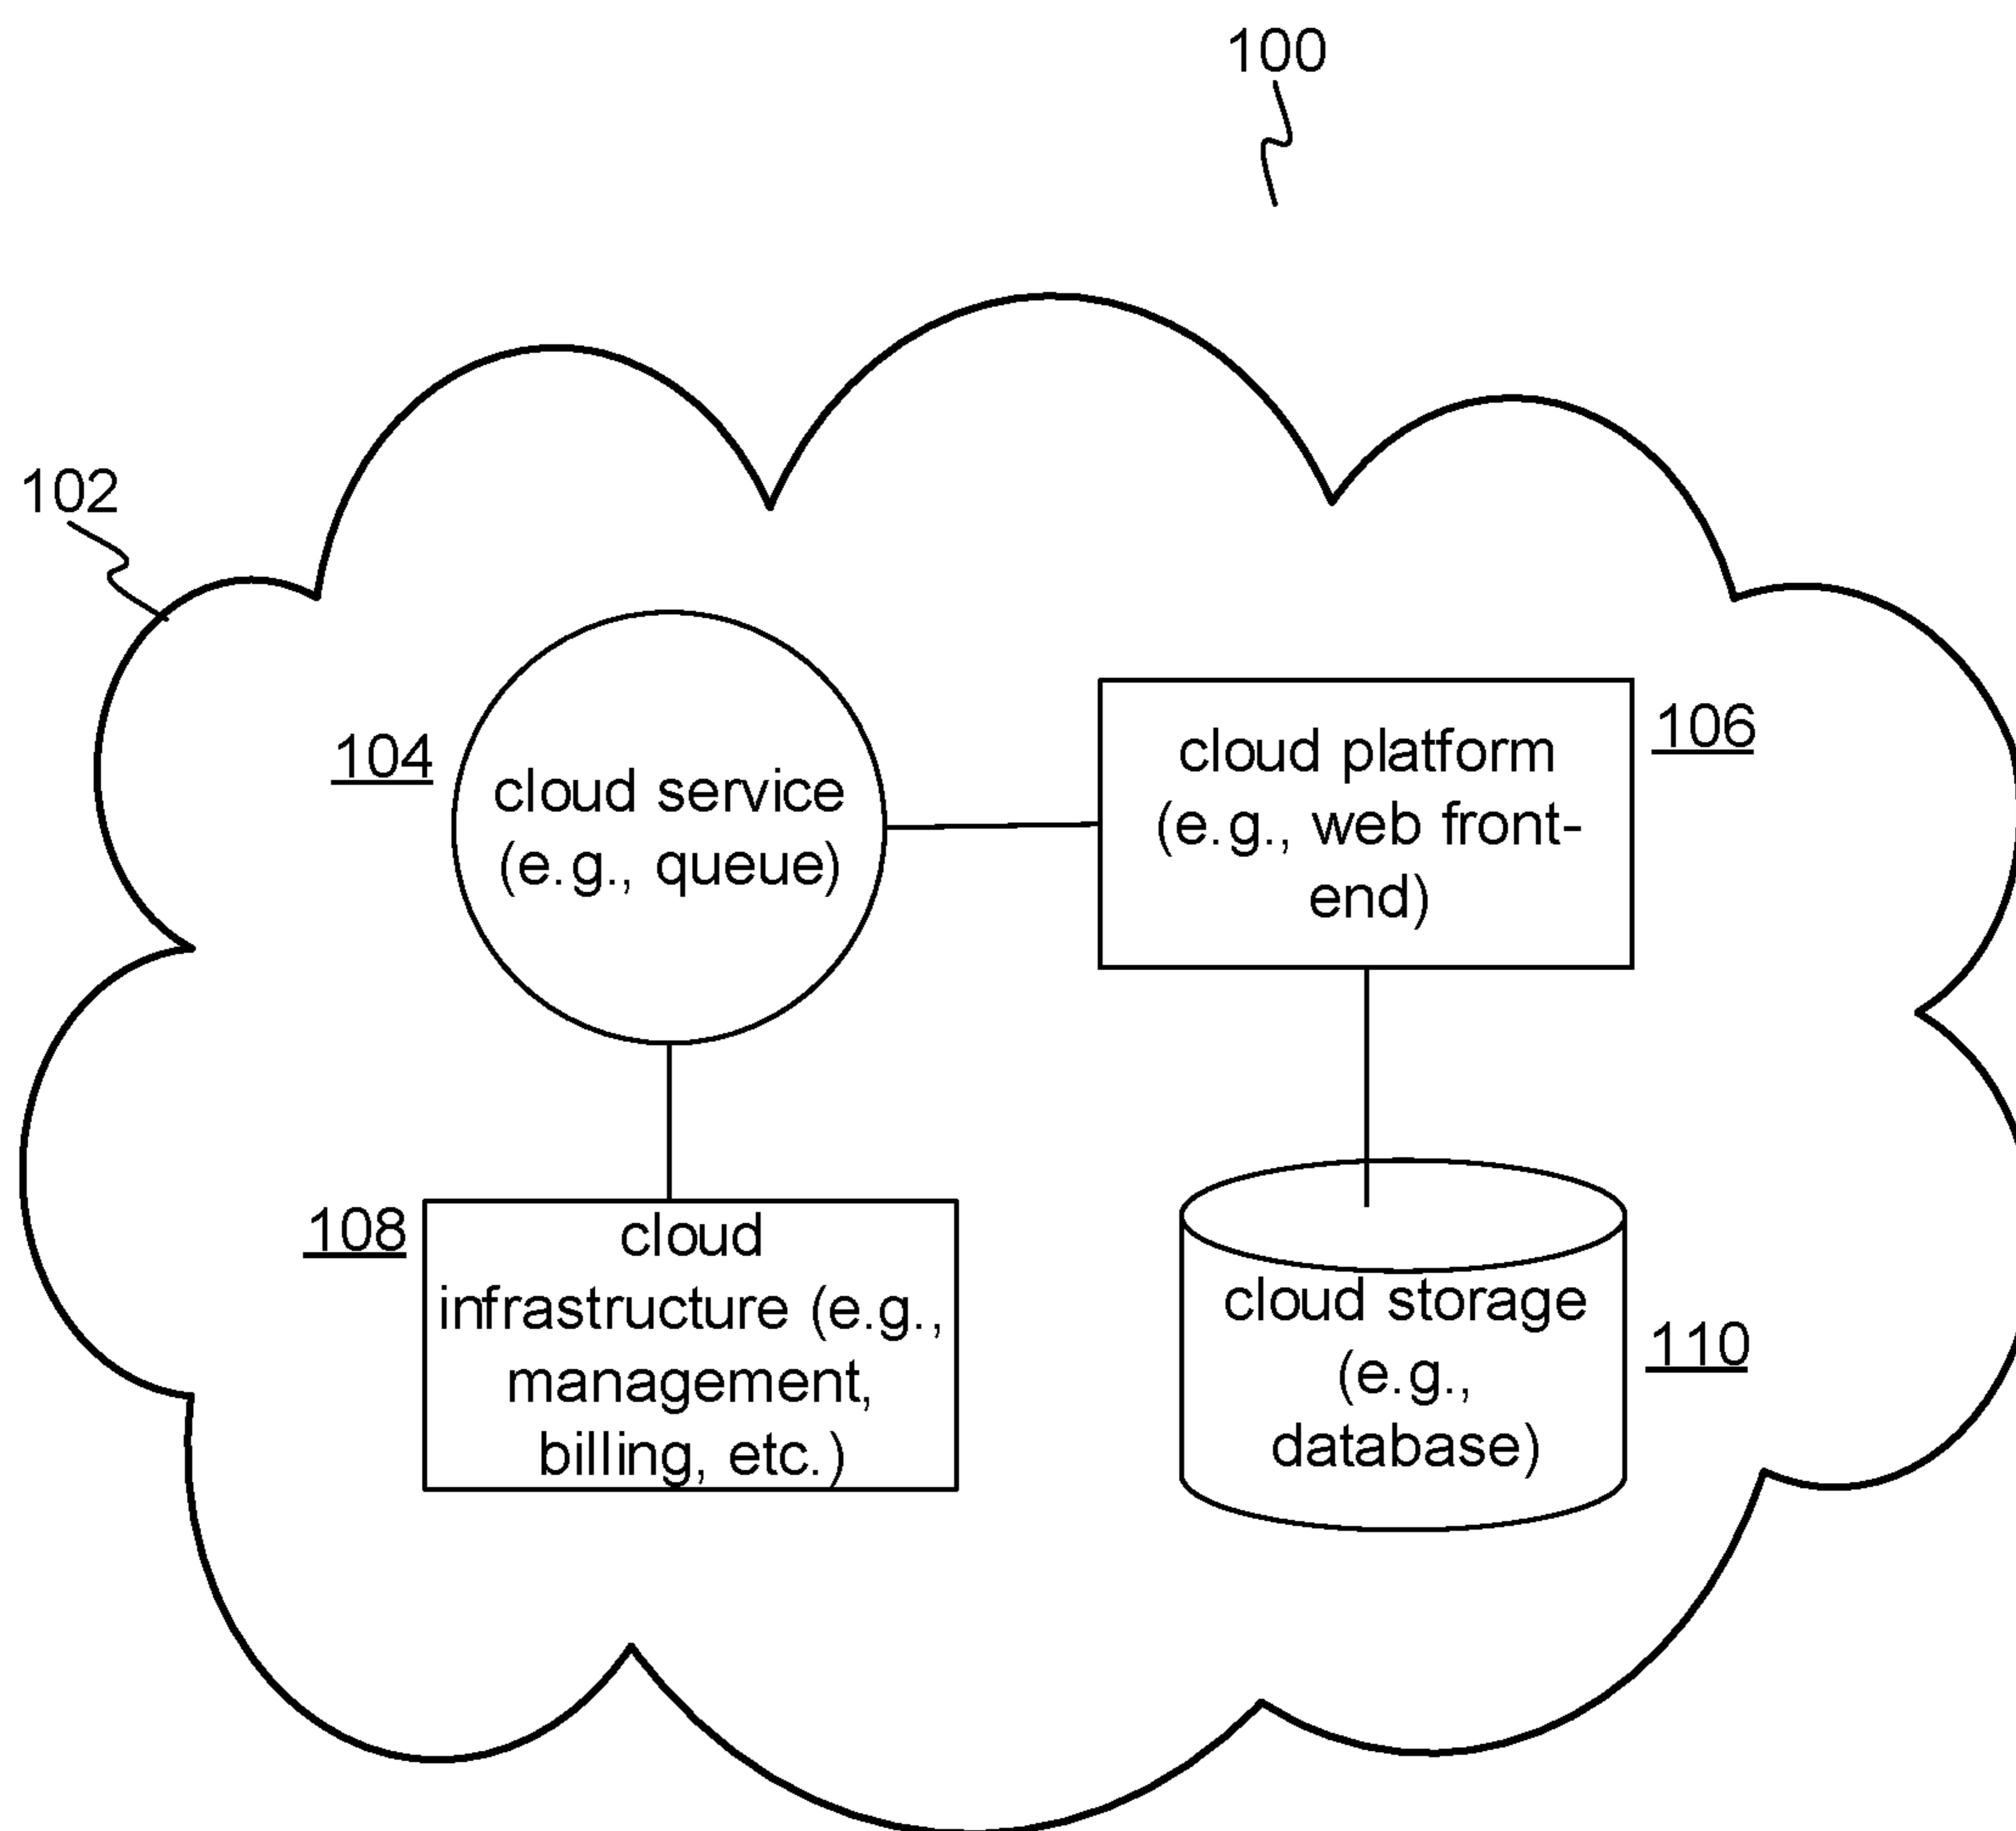 100
102
104
cloud service
(e.g., queue)
cloud platform
(e.g., web front-
end)
106
108
cloud
infrastructure (e.g.,
management,
billing, etc.)
cloud storage
(e.g.,
database)
110